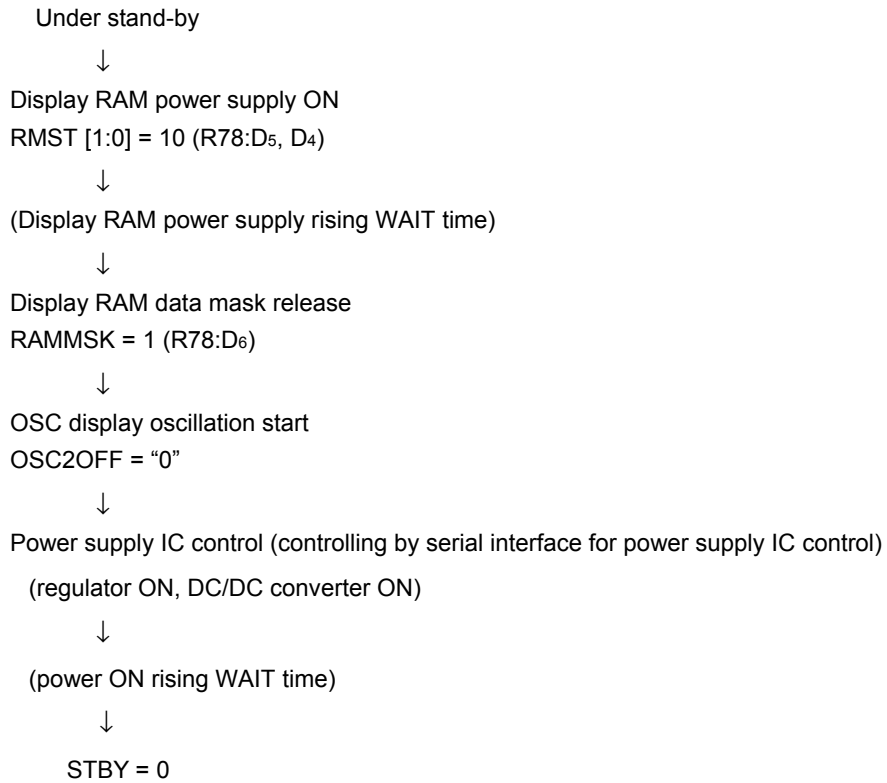 Under stand-by
↓
Display RAM power supply ON
RMST [1:0] = 10 (R78:D5, D4)
↓
(Display RAM power supply rising WAIT time)
↓
Display RAM data mask release
RAMMSK = 1 (R78:D6)
↓
OSC display oscillation start
OSC2OFF = “0”
↓
Power supply IC control (controlling by serial interface for power supply IC control)
(regulator ON, DC/DC converter ON)
↓
(power ON rising WAIT time)
↓
STBY = 0